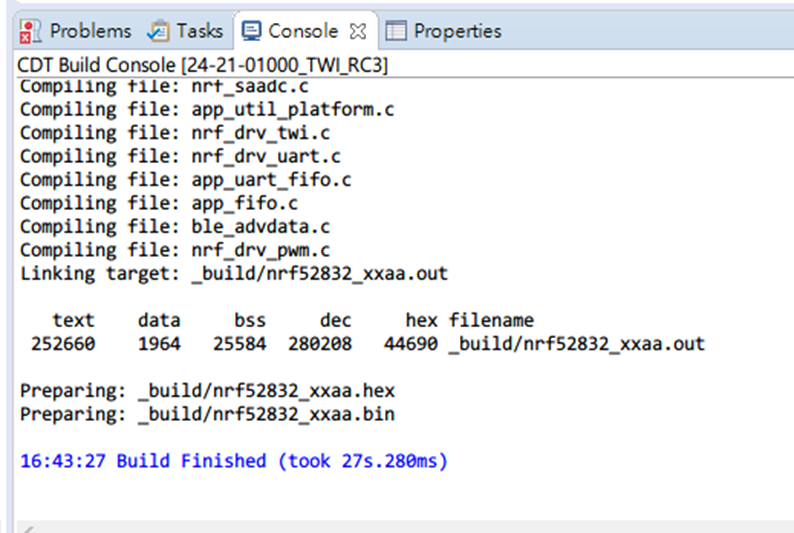 Problems Tasks Console Properties
CDT Build Console [24-21-01000_TWI_RC3]
Compiling file: nrf_saadc.c
Compiling file: app_util_platform.c
Compiling file: nrf_drv_twi.c
Compiling file: nrf_drv_uart.c
Compiling file: app_uart_fifo.c
Compiling file: app_fifo.c
Compiling file: ble_advdata.c
Compiling file: nrf_drv_pwm.c
Linking target: _build/nrf52832_xxaa.out
text data bss dec hex filename
252660 1964 25584 280208 44690 _build/nrf52832_xxaa.out
Preparing: _build/nrf52832_xxaa.hex
Preparing: _build/nrf52832_xxaa.bin
16:43:27 Build Finished (took 27s.280ms)